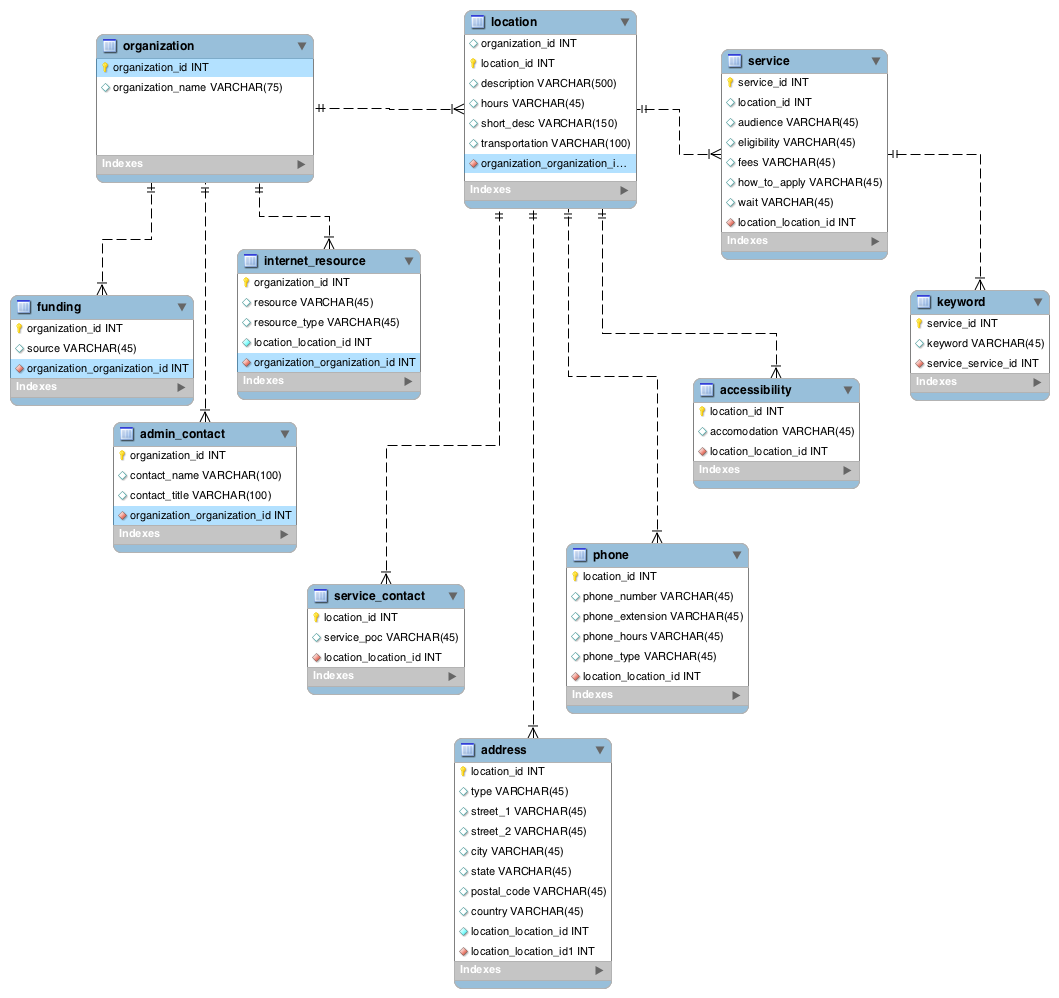 organization
organization_id INT
organization_name VARCHAR(75)
Indexes
location
organization_id INT
location_id INT
description VARCHAR(500)
hours VARCHAR(45)
short_desc VARCHAR(150)
transportation VARCHAR(100)
organization_organization_i...
Indexes
service
service_id INT
location_id INT
audience VARCHAR(45)
eligibility VARCHAR(45)
fees VARCHAR(45)
how_to_apply VARCHAR(45)
wait VARCHAR(45)
location_location_id INT
Indexes
funding
organization_id INT
source VARCHAR(45)
organization_organization_id INT
Indexes
internet_resource
organization_id INT
resource VARCHAR(45)
resource_type VARCHAR(45)
location_location_id INT
organization_organization_id INT
Indexes
keyword
service_id INT
keyword VARCHAR(45)
service_service_id INT
Indexes
admin_contact
organization_id INT
contact_name VARCHAR(100)
contact_title VARCHAR(100)
organization_organization_id INT
Indexes
accessibility
location_id INT
accomodation VARCHAR(45)
location_location_id INT
Indexes
service_contact
location_id INT
service_poc VARCHAR(45)
location_location_id INT
Indexes
phone
location_id INT
phone_number VARCHAR(45)
phone_extension VARCHAR(45)
phone_hours VARCHAR(45)
phone_type VARCHAR(45)
location_location_id INT
Indexes
address
location_id INT
type VARCHAR(45)
street_1 VARCHAR(45)
street_2 VARCHAR(45)
city VARCHAR(45)
state VARCHAR(45)
postal_code VARCHAR(45)
country VARCHAR(45)
location_location_id INT
location_location_id1 INT
Indexes